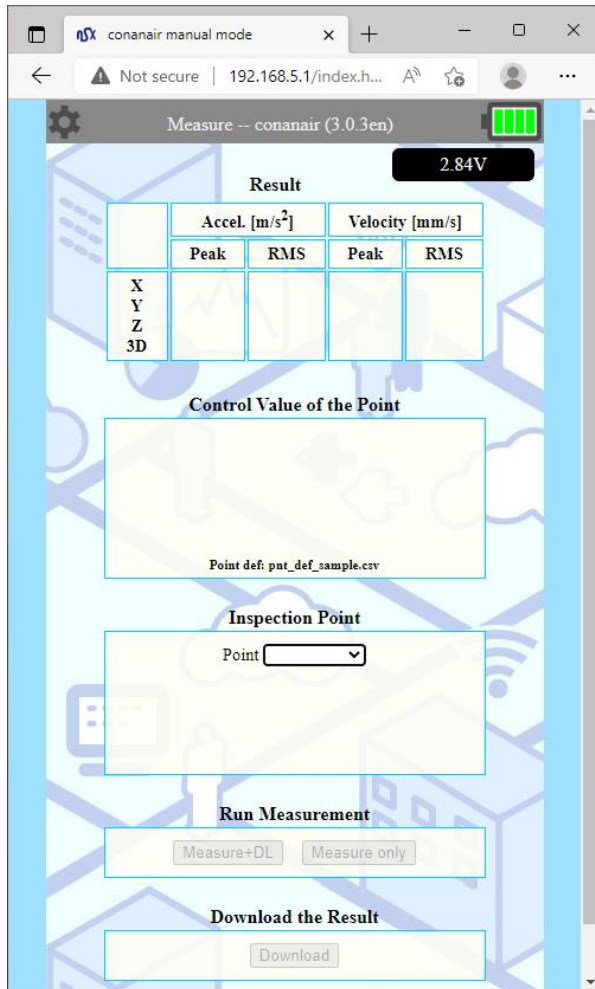 conanair manual mode
Not secure | 192.168.5.1/index.h...
Measure -- conanair (3.0.3en)
2.84V
Result
Accel. [m/s²] Velocity [mm/s]
Peak RMS Peak RMS
X
Y
Z
3D
Control Value of the Point
Point def: pnt_def_sample.csv
Inspection Point
Point
Run Measurement
Measure+DL Measure only
Download the Result
Download